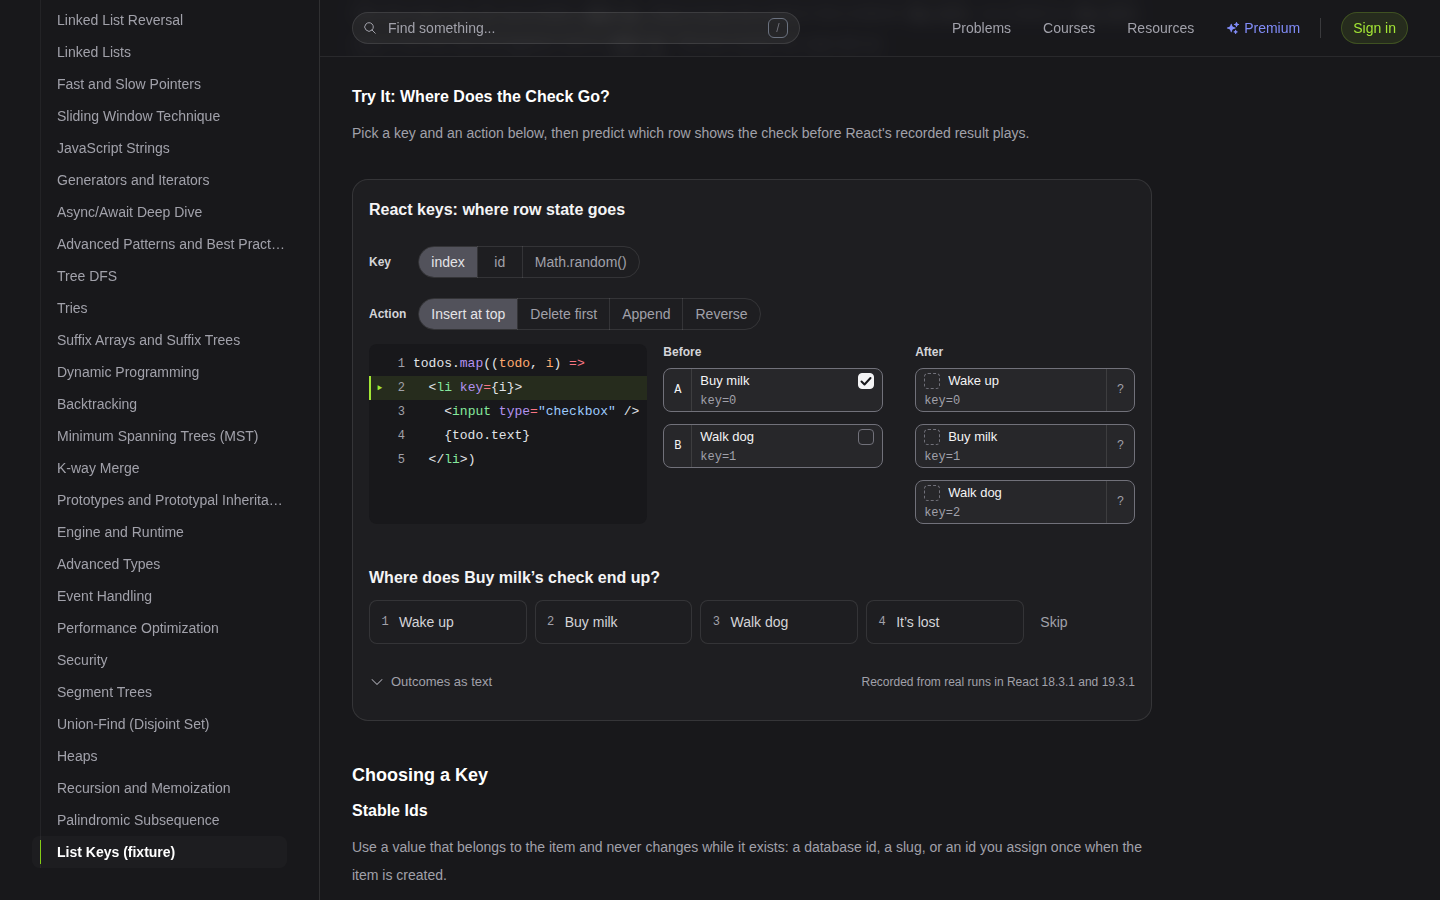 Linked List Reversal
Linked Lists
Fast and Slow Pointers
Sliding Window Technique
JavaScript Strings
Generators and Iterators
Async/Await Deep Dive
Advanced Patterns and Best Pract…
Tree DFS
Tries
Suffix Arrays and Suffix Trees
Dynamic Programming
Backtracking
Minimum Spanning Trees (MST)
K-way Merge
Prototypes and Prototypal Inherita…
Engine and Runtime
Advanced Types
Event Handling
Performance Optimization
Security
Segment Trees
Union-Find (Disjoint Set)
Heaps
Recursion and Memoization
Palindromic Subsequence
List Keys (fixture)
Find something... /
Problems Courses Resources Premium Sign in
Try It: Where Does the Check Go?
Pick a key and an action below, then predict which row shows the check before React's recorded result plays.
React keys: where row state goes
Key index id Math.random()
Action Insert at top Delete first Append Reverse
1 todos.map((todo, i) =>
2 <li key={i}>
3 <input type="checkbox" />
4 {todo.text}
5 </li>)
Before
A Buy milk
key=0
B Walk dog
key=1
After
Wake up ?
key=0
Buy milk ?
key=1
Walk dog ?
key=2
Where does Buy milk’s check end up?
1 Wake up 2 Buy milk 3 Walk dog 4 It’s lost Skip
Outcomes as text Recorded from real runs in React 18.3.1 and 19.3.1
Choosing a Key
Stable Ids
Use a value that belongs to the item and never changes while it exists: a database id, a slug, or an id you assign once when the
item is created.